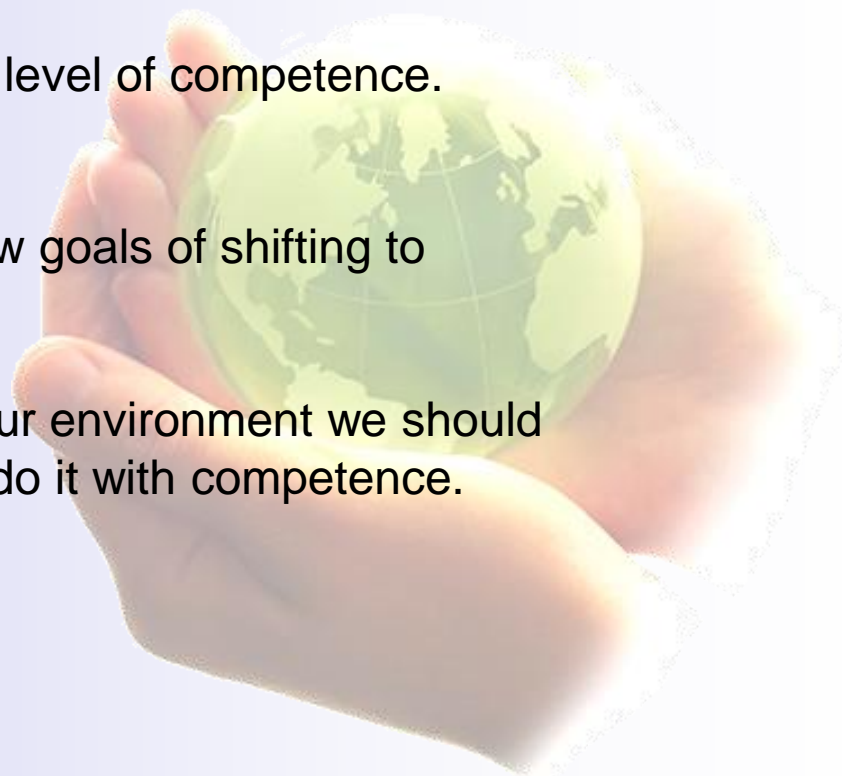 level of competence.
w goals of shifting to
ur environment we should
do it with competence.